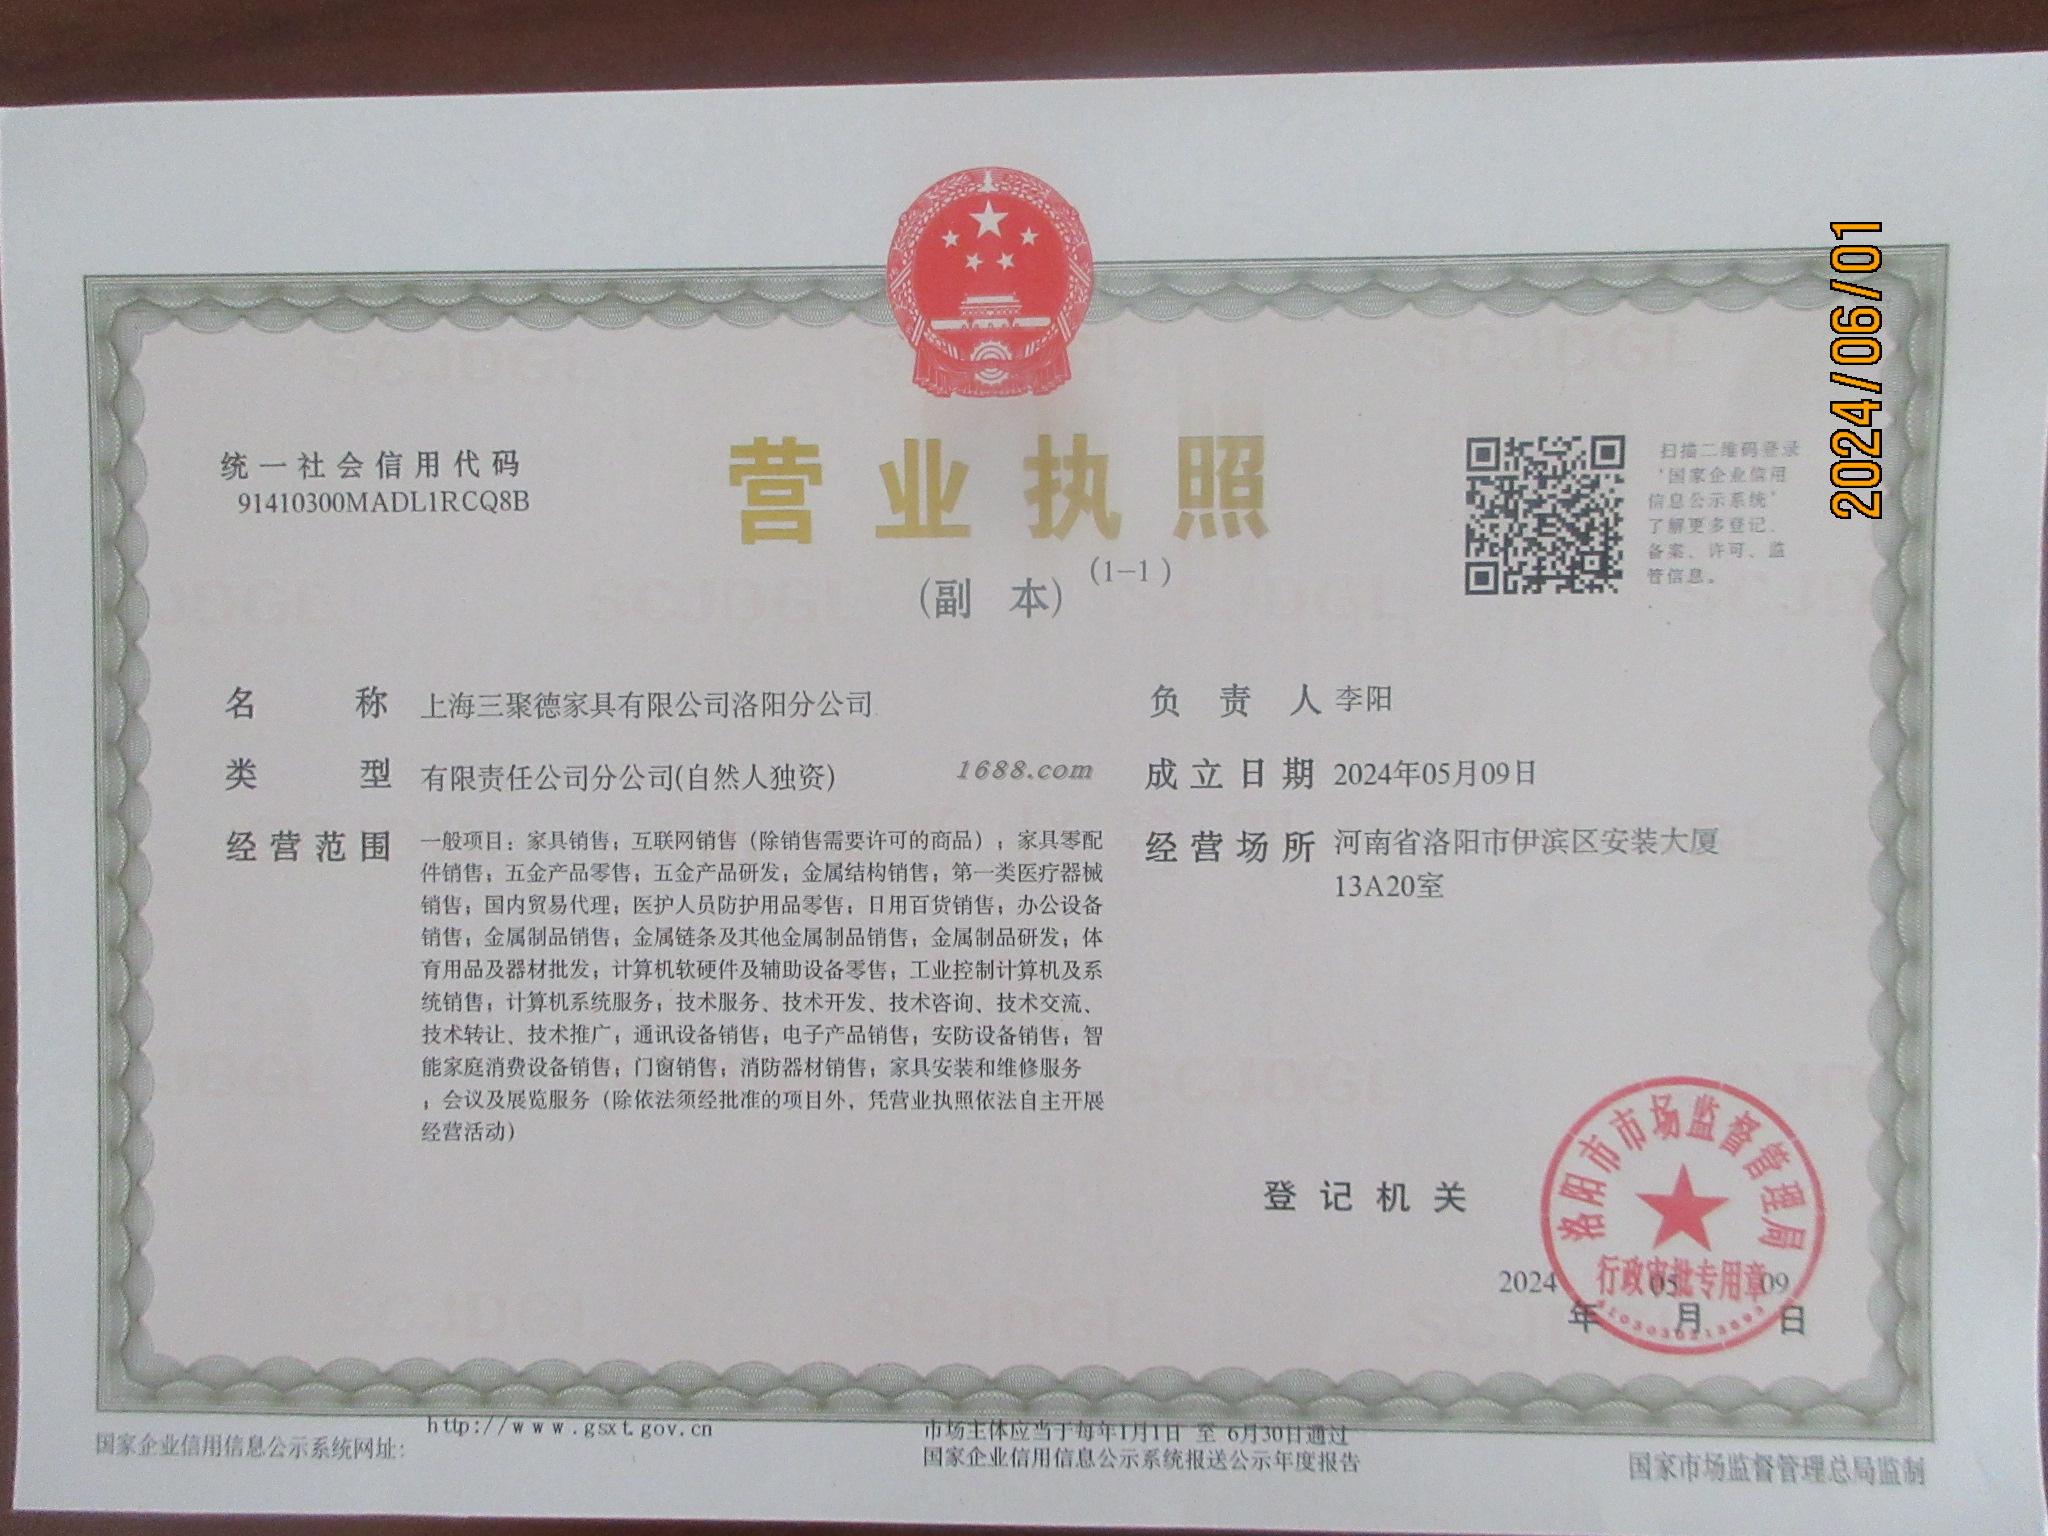 2024/06/01
统一社会信用代码
91410300MADL1RCQ8B
营业执照
(副 本)
(1-1)
扫描二维码登录
'国家企业信用
信息公示系统'
了解更多登记、
备案、许可、监
管信息。
名 称 上海三聚德家具有限公司洛阳分公司
类 型 有限责任公司分公司(自然人独资)
1688.com
经营范围 一般项目：家具销售；互联网销售（除销售需要许可的商品）；家具零配
件销售；五金产品零售；五金产品研发；金属结构销售；第一类医疗器械
销售；国内贸易代理；医护人员防护用品零售；日用百货销售；办公设备
销售；金属制品销售；金属链条及其他金属制品销售；金属制品研发；体
育用品及器材批发；计算机软硬件及辅助设备零售；工业控制计算机及系
统销售；计算机系统服务；技术服务、技术开发、技术咨询、技术交流、
技术转让、技术推广；通讯设备销售；电子产品销售；安防设备销售；智
能家庭消费设备销售；门窗销售；消防器材销售；家具安装和维修服务
；会议及展览服务（除依法须经批准的项目外，凭营业执照依法自主开展
经营活动）
负责人 李阳
成立日期 2024年05月09日
经营场所 河南省洛阳市伊滨区安装大厦
13A20室
登记机关
洛阳市市场监督管理局
行政审批专用章
2024 年 05 月 09 日
国家企业信用信息公示系统网址：
http://www.gsxt.gov.cn
市场主体应当于每年1月1日 至 6月30日通过
国家企业信用信息公示系统报送公示年度报告
国家市场监督管理总局监制